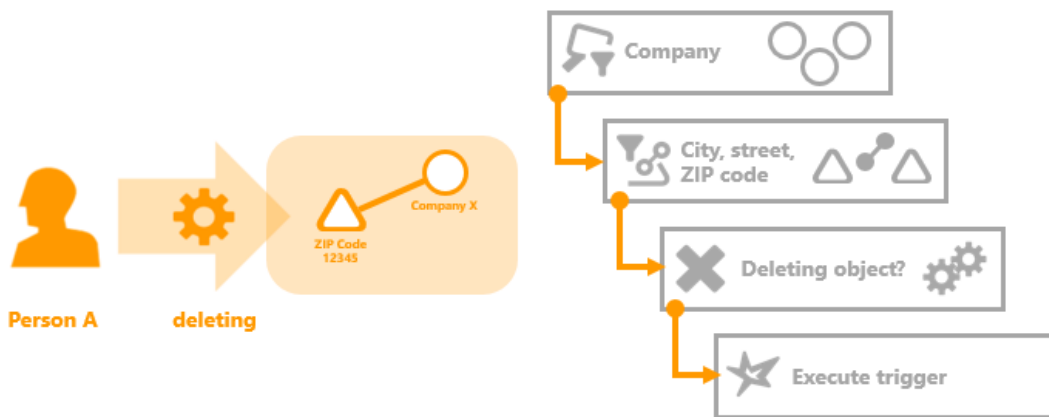 Person A
deleting
ZIP Code
12345
Company X
Company
City, street,
ZIP code
Deleting object?
Execute trigger